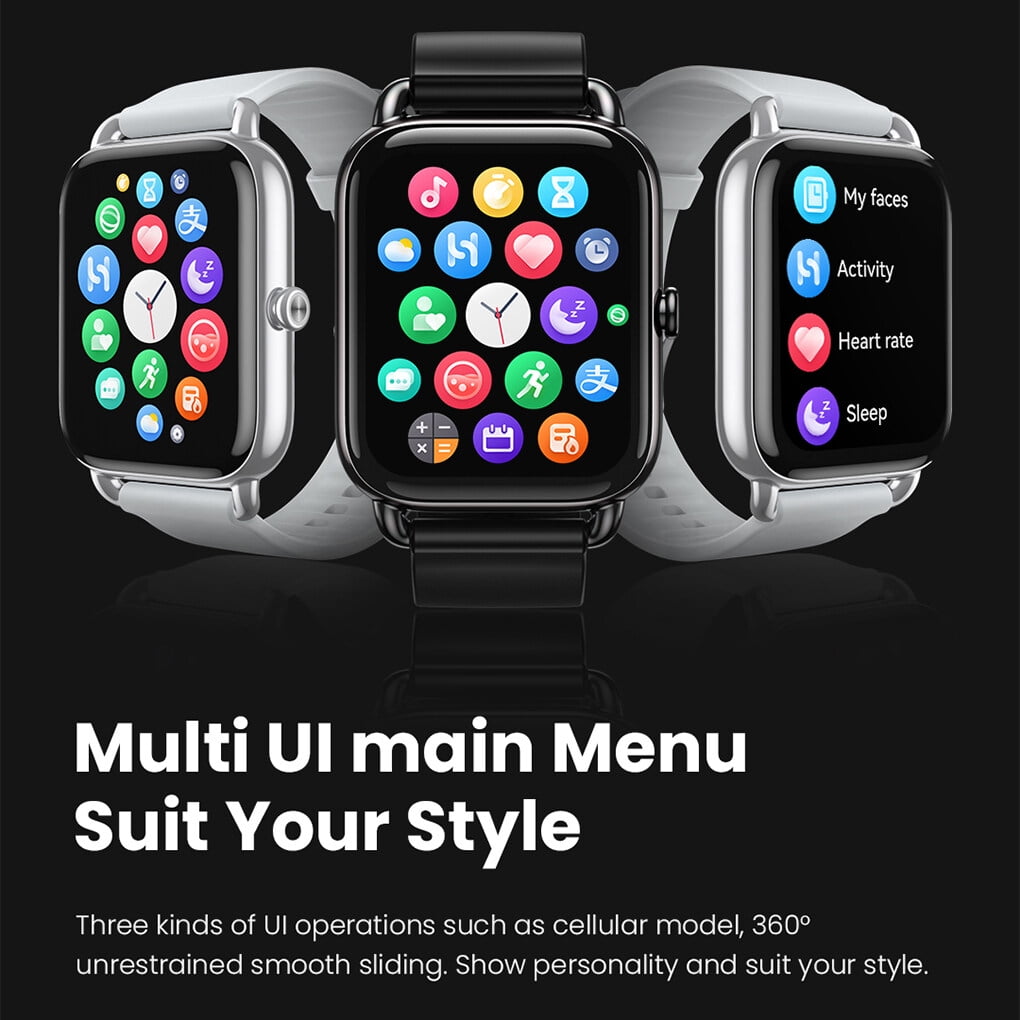 My faces
Activity
Heart rate
Sleep
Multi UI main Menu
Suit Your Style
Three kinds of UI operations such as cellular model, 360°
unrestrained smooth sliding. Show personality and suit your style.